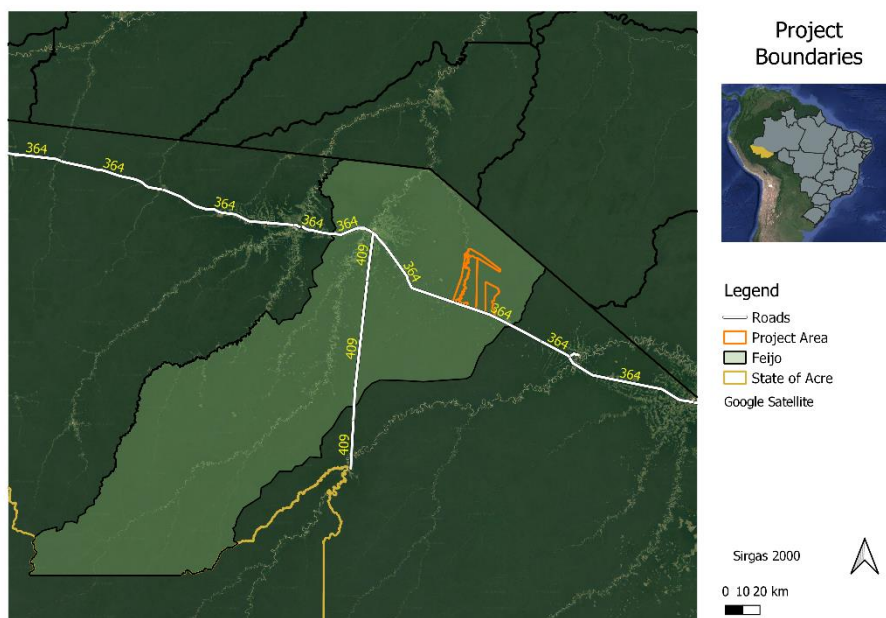 Project
Boundaries
364
364
364
364
364
409
364
364
364
409
364
409
Legend
Roads
Project Area
Feijo
State of Acre
Google Satellite
Sirgas 2000
0 10 20 km